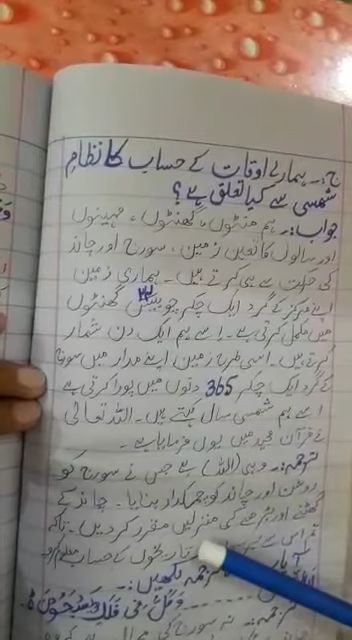 ج:۔ ہمارے اوقات کے حساب کا نظامِ
شمسی سے کیا تعلق ہے؟
جواب:۔ ہم منٹوں، گھنٹوں، مہینوں
اور سالوں کا تعین زمین، سورج اور چاند
کی حرکت سے ہی کرتے ہیں۔ ہماری زمین
اپنے مرکز کے گرد ایک چکر چوبیس گھنٹوں
میں مکمل کرتی ہے۔ اسے ہم ایک دن شمار
کرتے ہیں۔ اسی طرح زمین اپنے مدار میں سورج
کے گرد ایک چکر 365 دنوں میں پورا کرتی ہے
اسے ہم شمسی سال کہتے ہیں۔ اللہ تعالی
نے قرآن مجید میں یوں فرمایا ہے۔
ترجمہ:۔ وہی (اللہ) ہے جس نے سورج کو
روشن اور چاند کو چمکدار بنایا۔ چاند کے
گھٹنے اور بڑھنے کی منزلیں مقرر کر دیں۔ تاکہ
تم اس سے کے حساب معلوم کرو
ترجمہ لکھیں:۔
وَكُلٌّ فِي فَلَكٍ يَسْبَحُونَ
ترجمہ:۔ نہ سورج کی